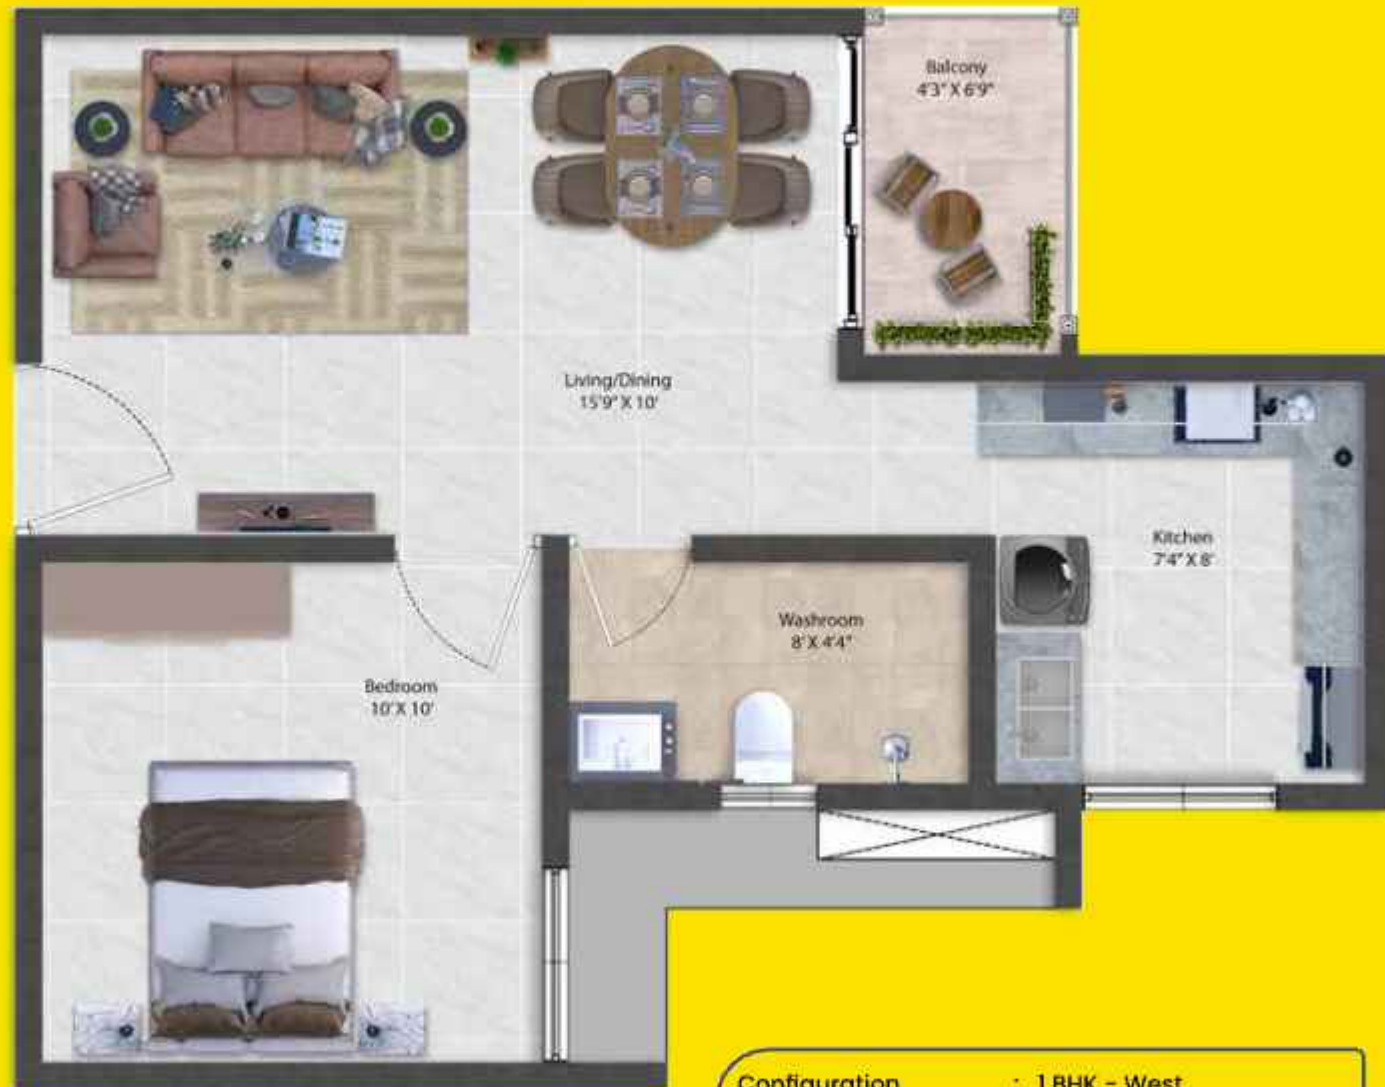 Balcony
4'3" X 6'9"
Living/Dining
15'9" X 10'
Kitchen
7'4" X 8'
Washroom
8' X 4'4"
Bedroom
10' X 10'
Configuration : 1 BHK – West